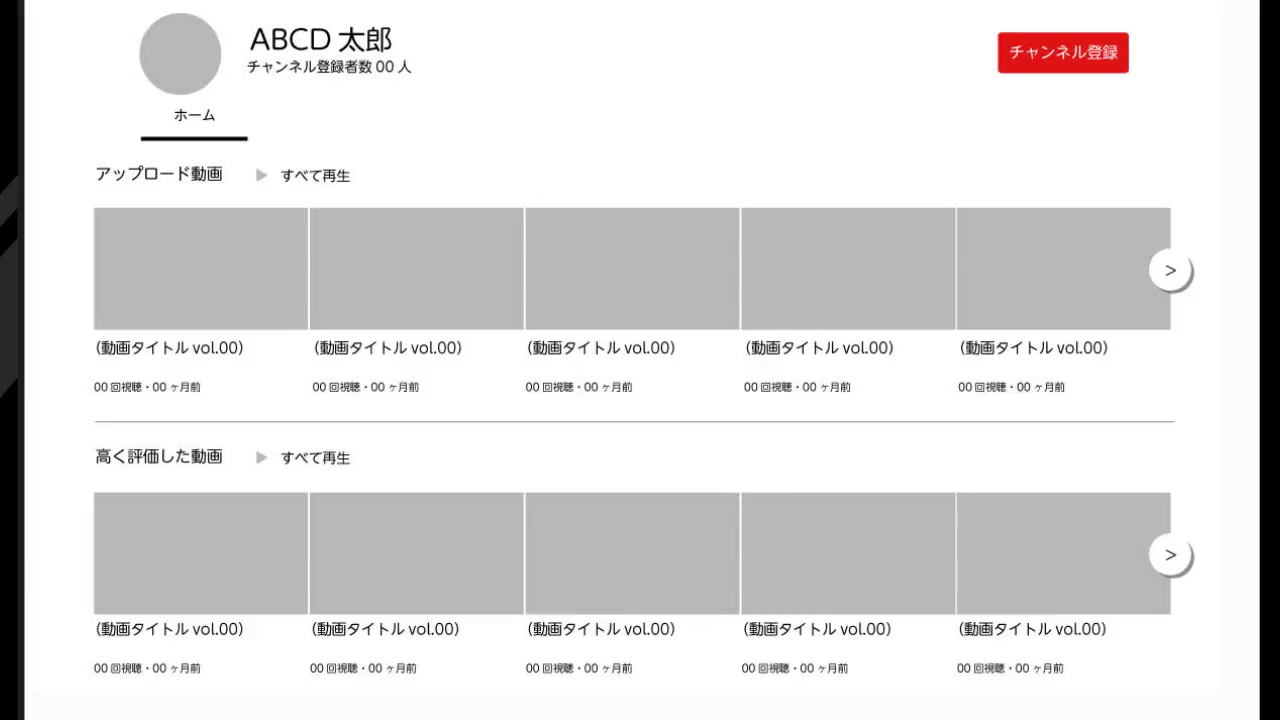 ABCD 太郎
チャンネル登録者数 00 人
チャンネル登録
ホーム
アップロード動画 ▶ すべて再生
>
(動画タイトル vol.00) (動画タイトル vol.00) (動画タイトル vol.00) (動画タイトル vol.00) (動画タイトル vol.00)
00 回視聴・00 ヶ月前 00 回視聴・00 ヶ月前 00 回視聴・00 ヶ月前 00 回視聴・00 ヶ月前 00 回視聴・00 ヶ月前
高く評価した動画 ▶ すべて再生
>
(動画タイトル vol.00) (動画タイトル vol.00) (動画タイトル vol.00) (動画タイトル vol.00) (動画タイトル vol.00)
00 回視聴・00 ヶ月前 00 回視聴・00 ヶ月前 00 回視聴・00 ヶ月前 00 回視聴・00 ヶ月前 00 回視聴・00 ヶ月前